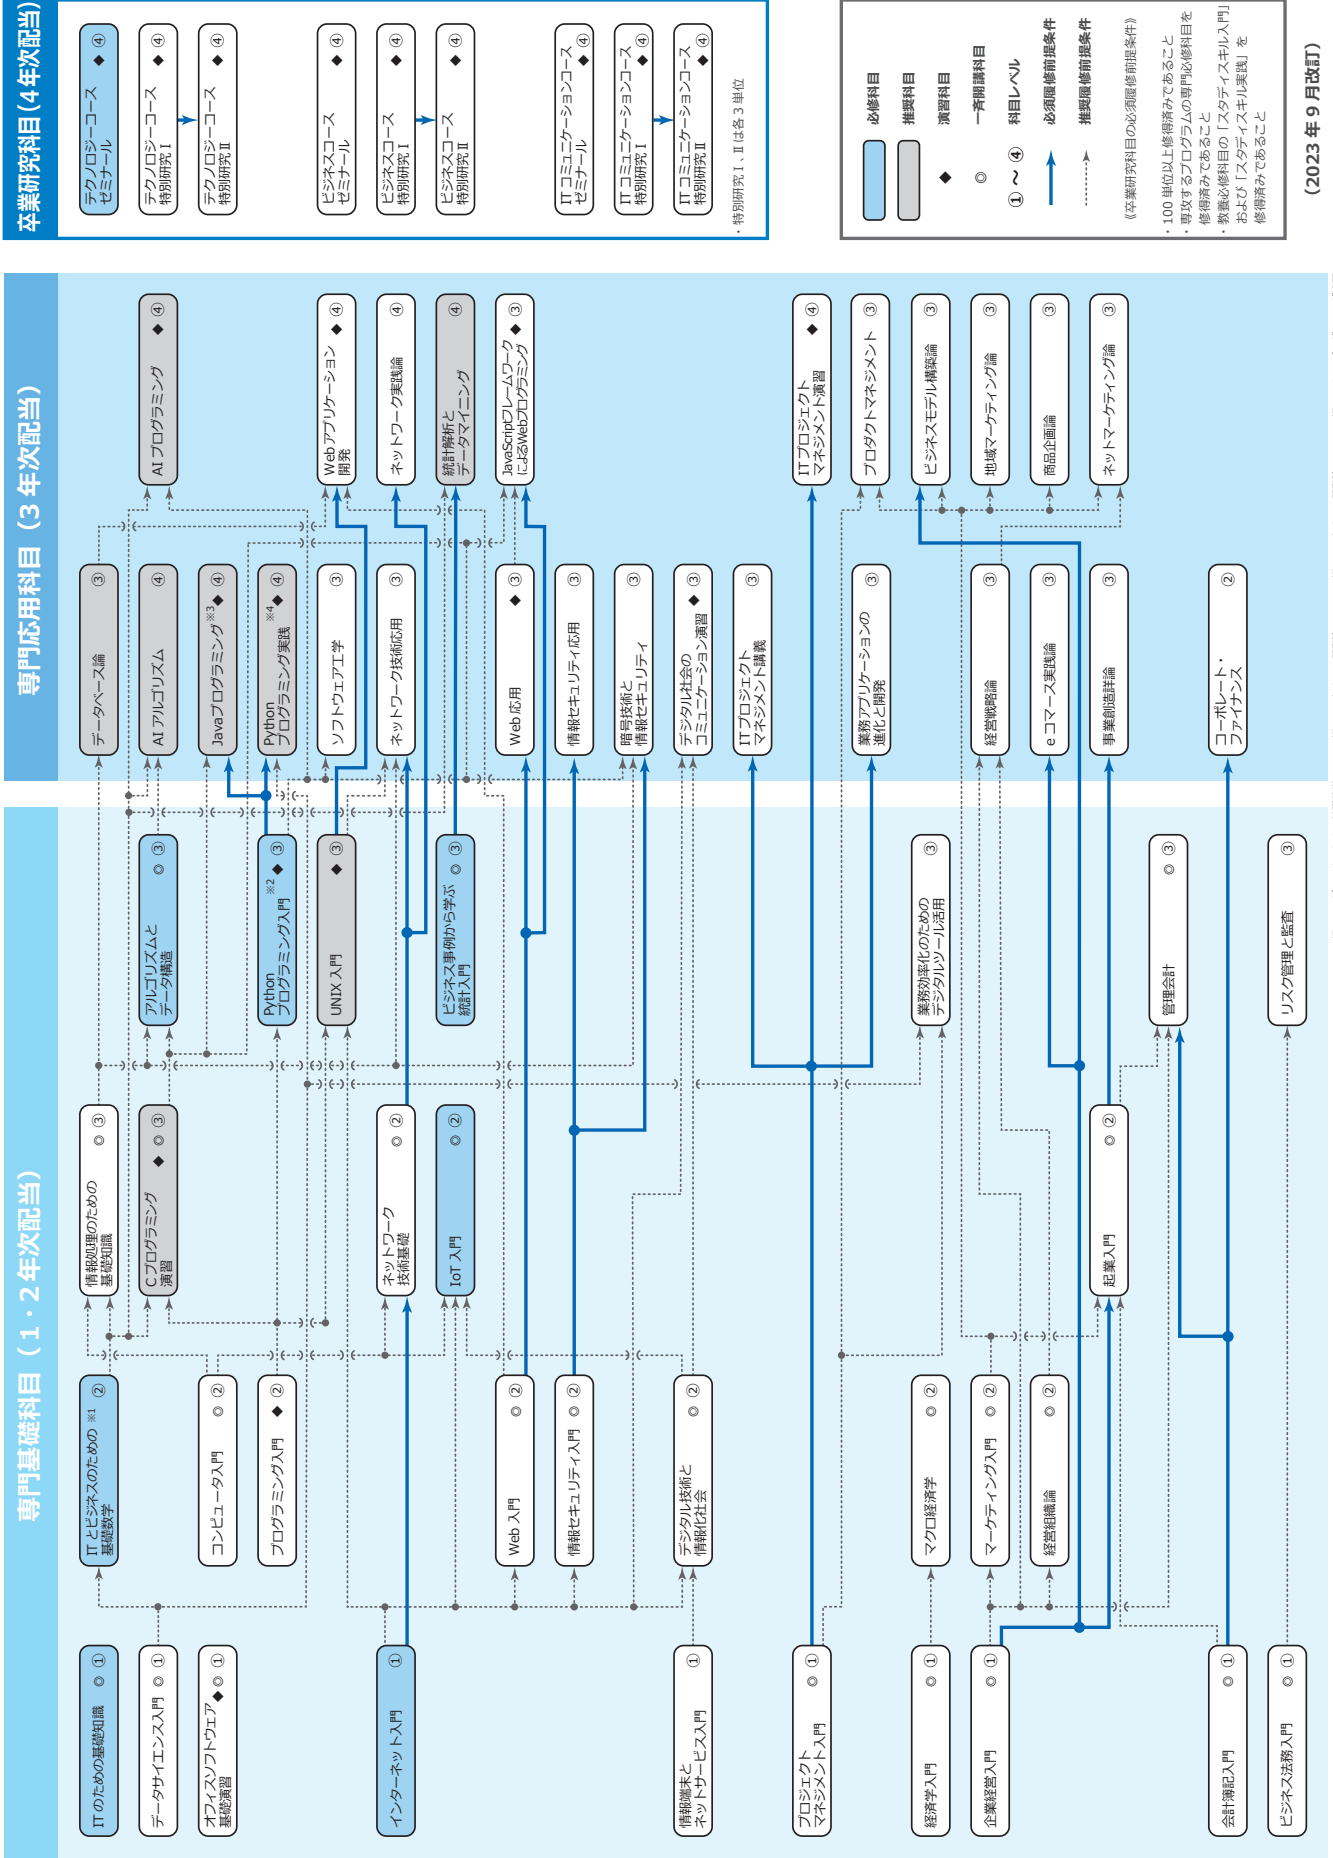 専門基礎科目（1・2年次配当）
IT のための基礎知識 ◎ ①
データサイエンス入門 ◎ ①
オフィスソフトウェア
基礎演習 ◆ ◎ ①
インターネット入門 ①
情報端末と
ネットサービス入門 ①
プロジェクト
マネジメント入門 ◎ ①
経済学入門 ◎ ①
企業経営入門 ◎ ①
会計簿記入門 ◎ ①
ビジネス法務入門 ◎ ①
IT とビジネスのための ※1
基礎数学 ②
コンピュータ入門 ◎ ②
プログラミング入門 ◆ ②
Web 入門 ◎ ②
情報セキュリティ入門 ◎ ②
デジタル技術と
情報化社会 ◎ ②
マクロ経済学 ◎ ②
マーケティング入門 ◎ ②
経営組織論 ◎ ②
情報処理のための
基礎知識 ◎ ③
C プログラミング
演習 ◆ ◎ ③
ネットワーク
技術基礎 ◎ ②
IoT 入門 ◎ ②
起業入門 ◎ ②
アルゴリズムと
データ構造 ◎ ③
Python
プログラミング入門 ※2 ◆ ③
UNIX 入門 ◆ ③
ビジネス事例から学ぶ
統計入門 ◎ ③
業務効率化のための
デジタルツール活用 ③
管理会計 ◎ ③
リスク管理と監査 ③
専門応用科目（3年次配当）
データベース論 ③
AI アルゴリズム ④
Javaプログラミング ※3 ◆ ④
Python
プログラミング実践 ※4 ◆ ④
ソフトウェア工学 ③
ネットワーク技術応用 ③
Web 応用 ◆ ③
情報セキュリティ応用 ③
暗号技術と
情報セキュリティ ③
デジタル社会の
コミュニケーション演習 ◆ ③
ITプロジェクト
マネジメント講義 ③
業務アプリケーションの
進化と開発 ③
経営戦略論 ③
e コマース実践論 ③
事業創造詳論 ③
コーポレート・
ファイナンス ②
AI プログラミング ◆ ④
Web アプリケーション
開発 ◆ ④
ネットワーク実践論 ④
統計解析と
データマイニング ④
JavaScriptフレームワーク
によるWebプログラミング ◆ ③
ITプロジェクト
マネジメント演習 ◆ ④
プロダクトマネジメント ③
ビジネスモデル構築論 ③
地域マーケティング論 ③
商品企画論 ③
ネットマーケティング論 ③
卒業研究科目（4年次配当）
テクノロジーコース
ゼミナール ◆ ④
テクノロジーコース
特別研究Ⅰ ◆ ④
テクノロジーコース
特別研究Ⅱ ◆ ④
ビジネスコース
ゼミナール ◆ ④
ビジネスコース
特別研究Ⅰ ◆ ④
ビジネスコース
特別研究Ⅱ ◆ ④
IT コミュニケーションコース
ゼミナール ◆ ④
IT コミュニケーションコース
特別研究Ⅰ ◆ ④
IT コミュニケーションコース
特別研究Ⅱ ◆ ④
・特別研究Ⅰ、Ⅱは各 3 単位
必修科目
推奨科目
◆ 演習科目
◎ 一斉開講科目
①〜④ 科目レベル
必須履修前提条件
推奨履修前提条件
《卒業研究科目の必須履修前提条件》
・100 単位以上修得済みであること
・専攻するプログラムの専門必修科目を
修得済みであること
・教養必修科目の「スタディスキル入門」
および「スタディスキル実践」を
修得済みであること
（2023 年 9 月改訂）